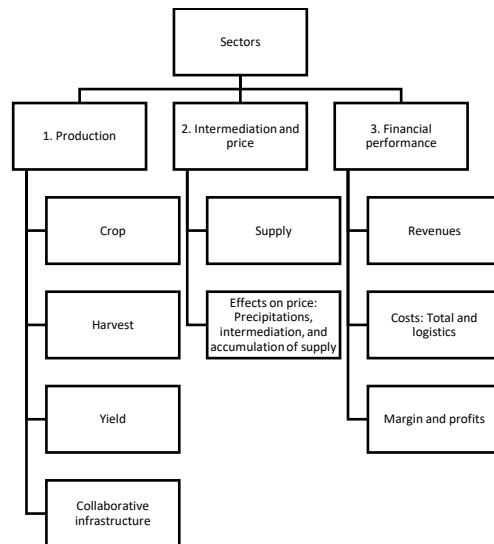 Sectors
1. Production
2. Intermediation and
price
3. Financial
performance
Crop
Harvest
Yield
Collaborative
infrastructure
Supply
Effects on price:
Precipitations,
intermediation, and
accumulation of supply
Revenues
Costs: Total and
logistics
Margin and profits